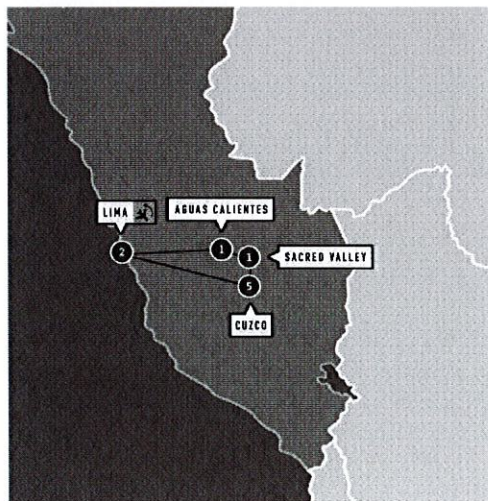 LIMA
AGUAS CALIENTES
2
1
1
SACRED VALLEY
5
CUZCO